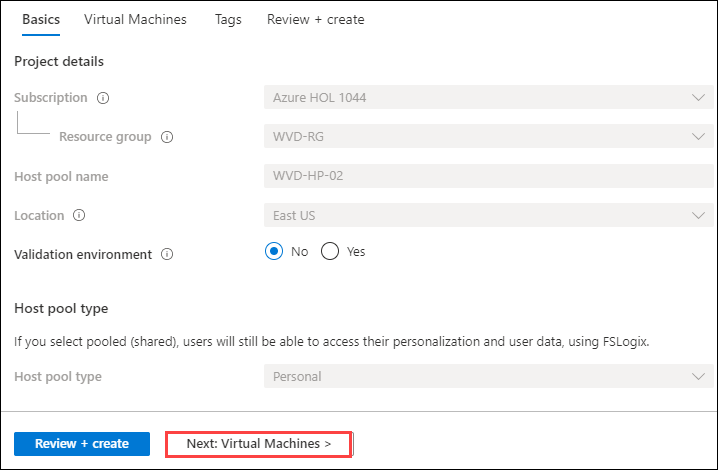 Basics Virtual Machines Tags Review + create
Project details
Subscription Azure HOL 1044
Resource group WVD-RG
Host pool name WVD-HP-02
Location East US
Validation environment No Yes
Host pool type
If you select pooled (shared), users will still be able to access their personalization and user data, using FSLogix.
Host pool type Personal
Review + create Next: Virtual Machines >